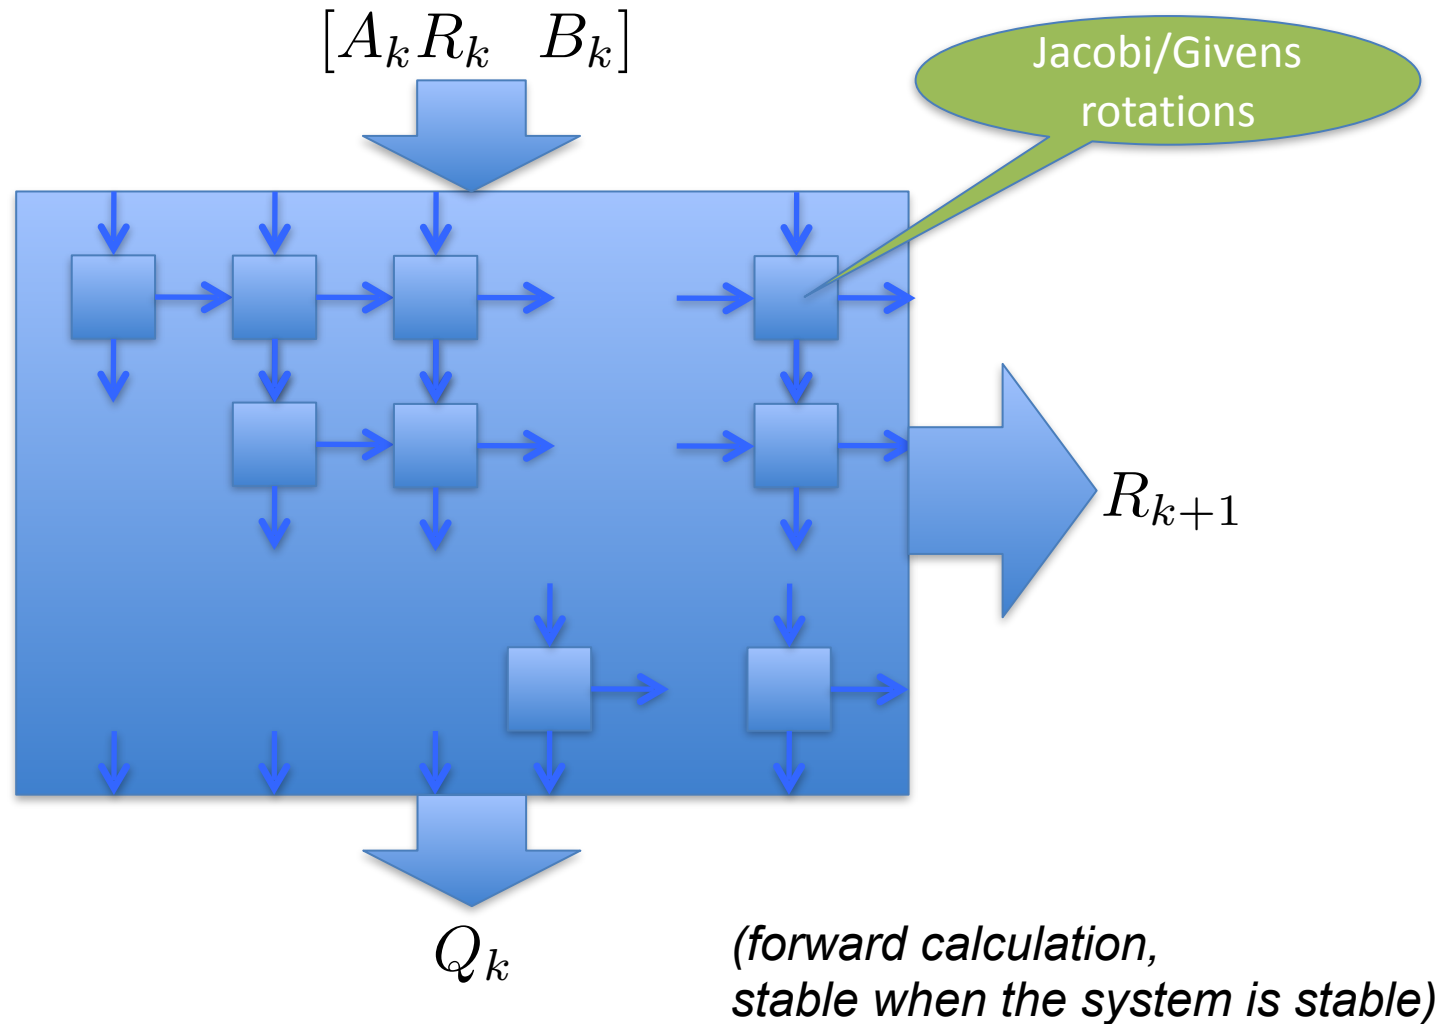 [A_k R_k B_k]
Jacobi/Givens
rotations
R_{k+1}
Q_k
(forward calculation,
stable when the system is stable)